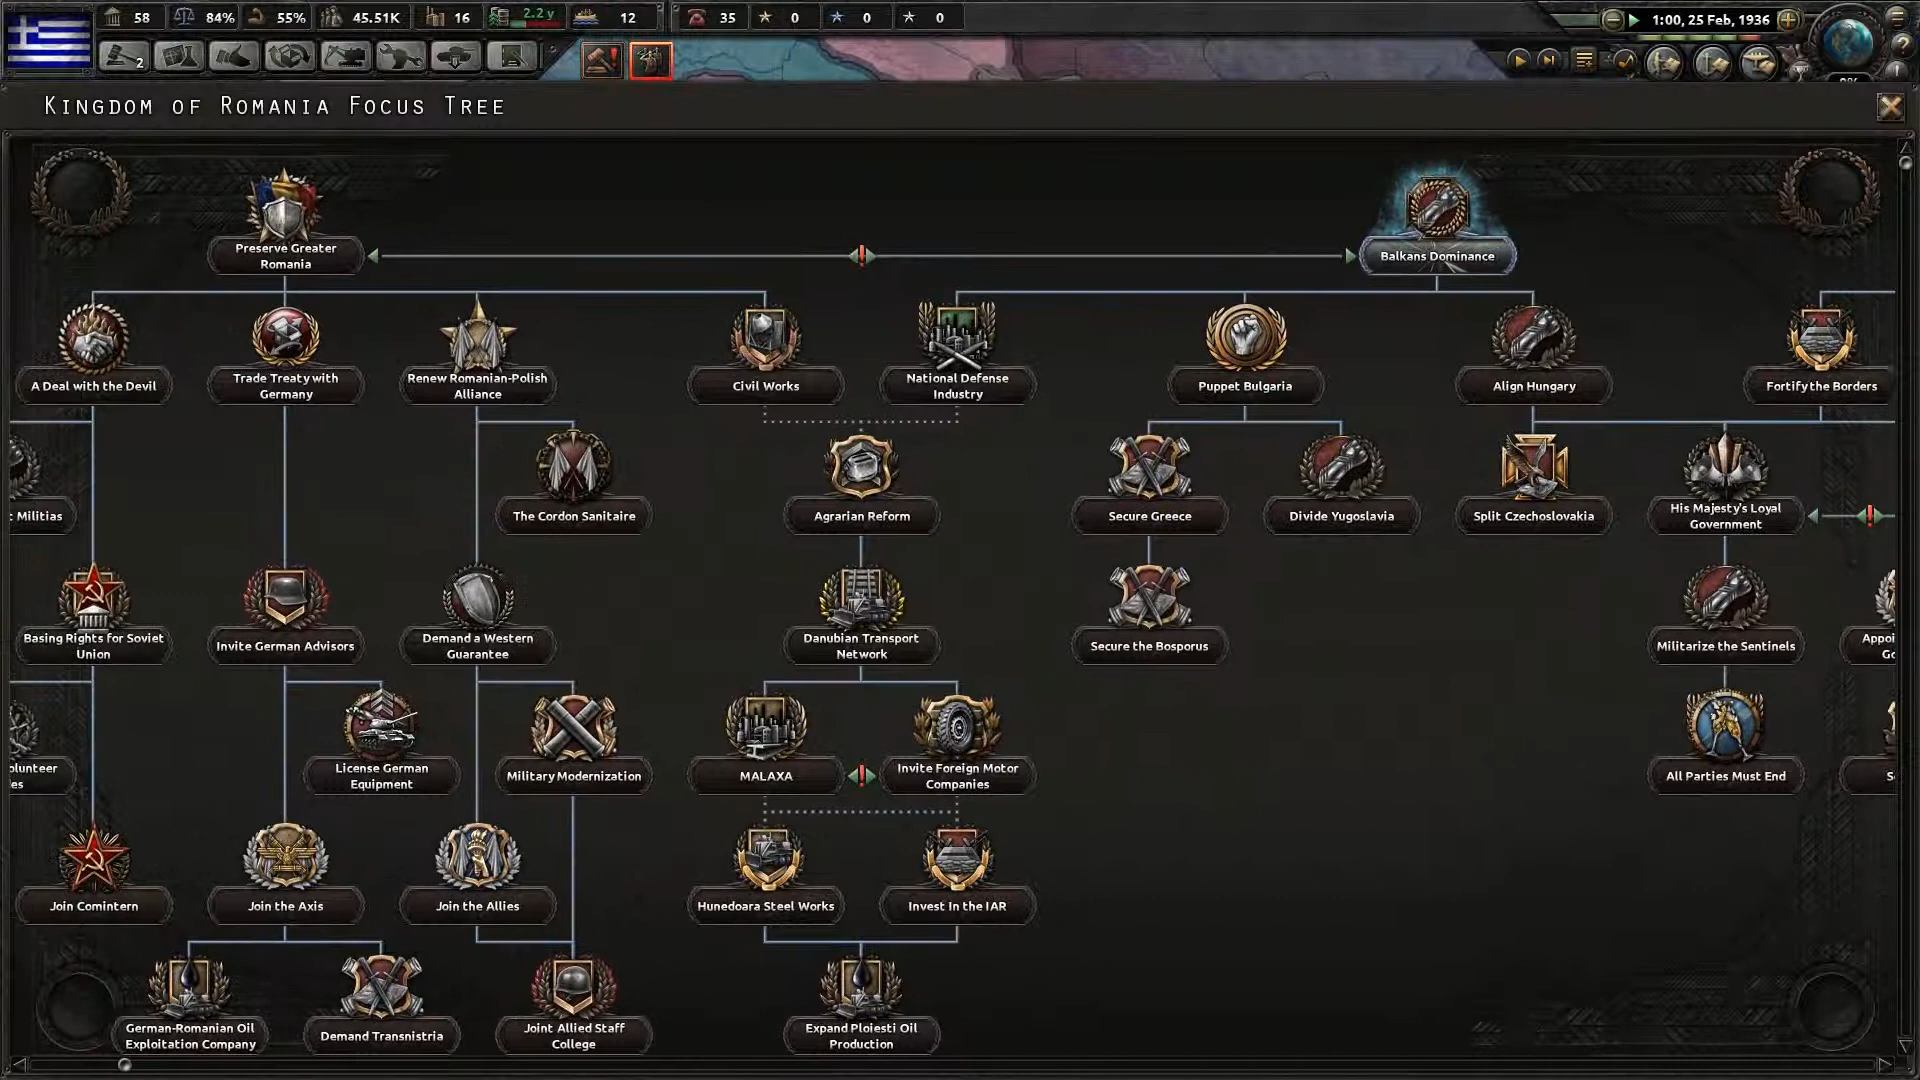 58
84%
55%
45.51K
16
2.2 y
12
35
0
0
0
1:00, 25 Feb, 1936
2
Kingdom of Romania Focus Tree
Preserve Greater
Romania
Balkans Dominance
A Deal with the Devil
Trade Treaty with
Germany
Renew Romanian-Polish
Alliance
Civil Works
National Defense
Industry
Puppet Bulgaria
Align Hungary
Fortify the Borders
Militias
The Cordon Sanitaire
Agrarian Reform
Secure Greece
Divide Yugoslavia
Split Czechoslovakia
His Majesty's Loyal
Government
Basing Rights for Soviet
Union
Invite German Advisors
Demand a Western
Guarantee
Danubian Transport
Network
Secure the Bosporus
Militarize the Sentinels
Appoi
Go
olunteer
es
License German
Equipment
Military Modernization
MALAXA
Invite Foreign Motor
Companies
All Parties Must End
S
Join Comintern
Join the Axis
Join the Allies
Hunedoara Steel Works
Invest In the IAR
German-Romanian Oil
Exploitation Company
Demand Transnistria
Joint Allied Staff
College
Expand Ploiesti Oil
Production